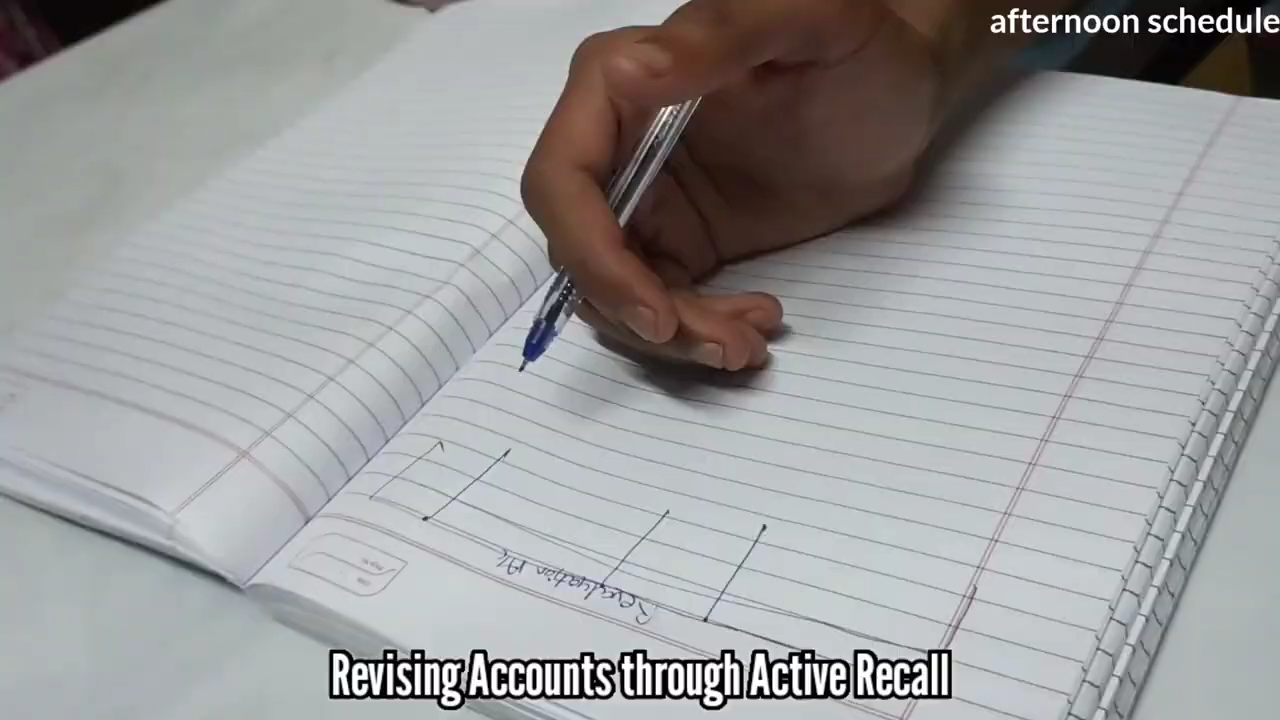 afternoon schedule
Revaluation A/c
Revising Accounts through Active Recall